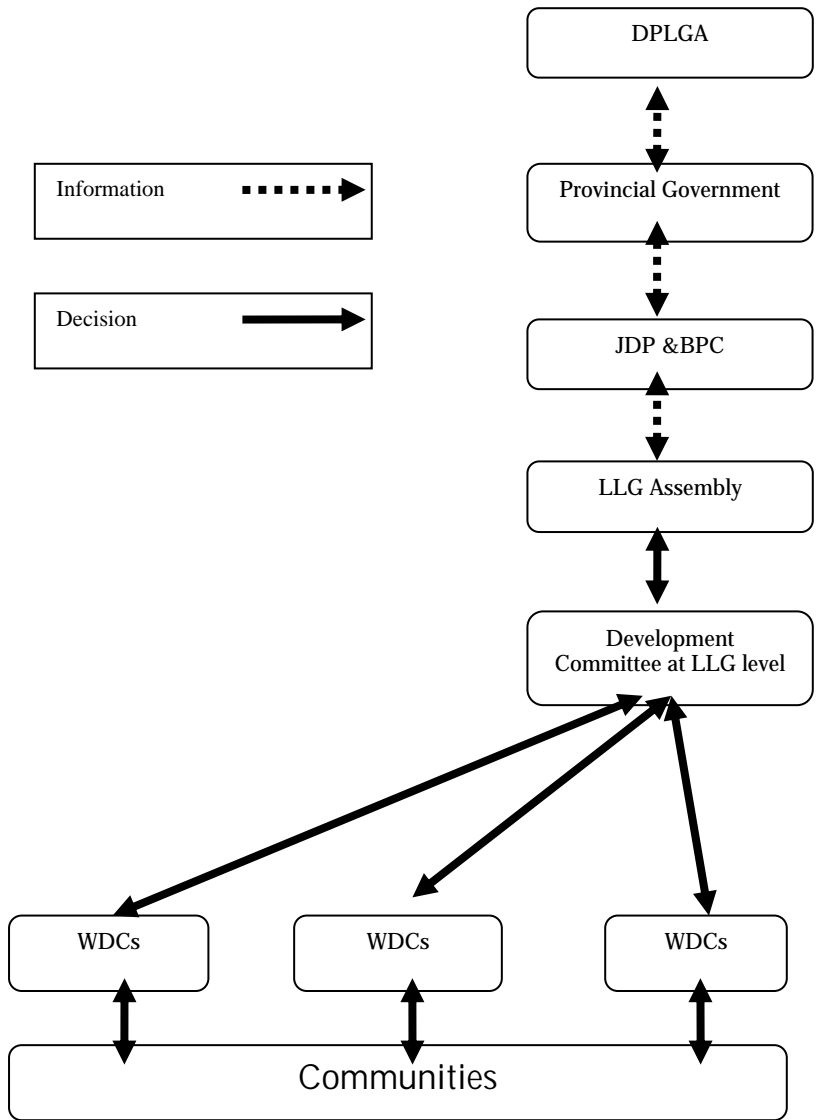 DPLGA
Information
Provincial Government
Decision
JDP &BPC
LLG Assembly
Development
Committee at LLG level
WDCs
WDCs
WDCs
Communities